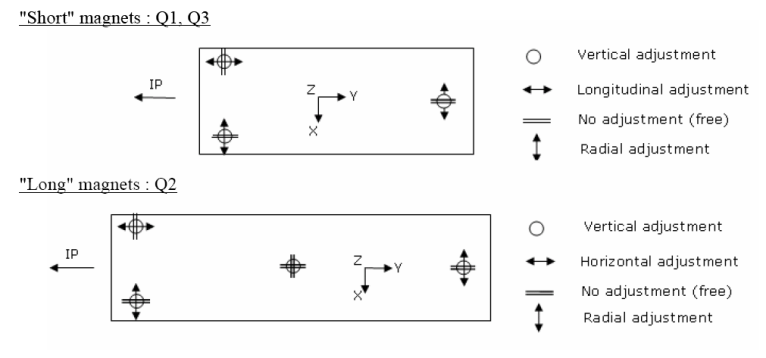 "Short" magnets : Q1, Q3
IP
Z
Y
X
Vertical adjustment
Longitudinal adjustment
No adjustment (free)
Radial adjustment
"Long" magnets : Q2
IP
Z
Y
X
Vertical adjustment
Horizontal adjustment
No adjustment (free)
Radial adjustment